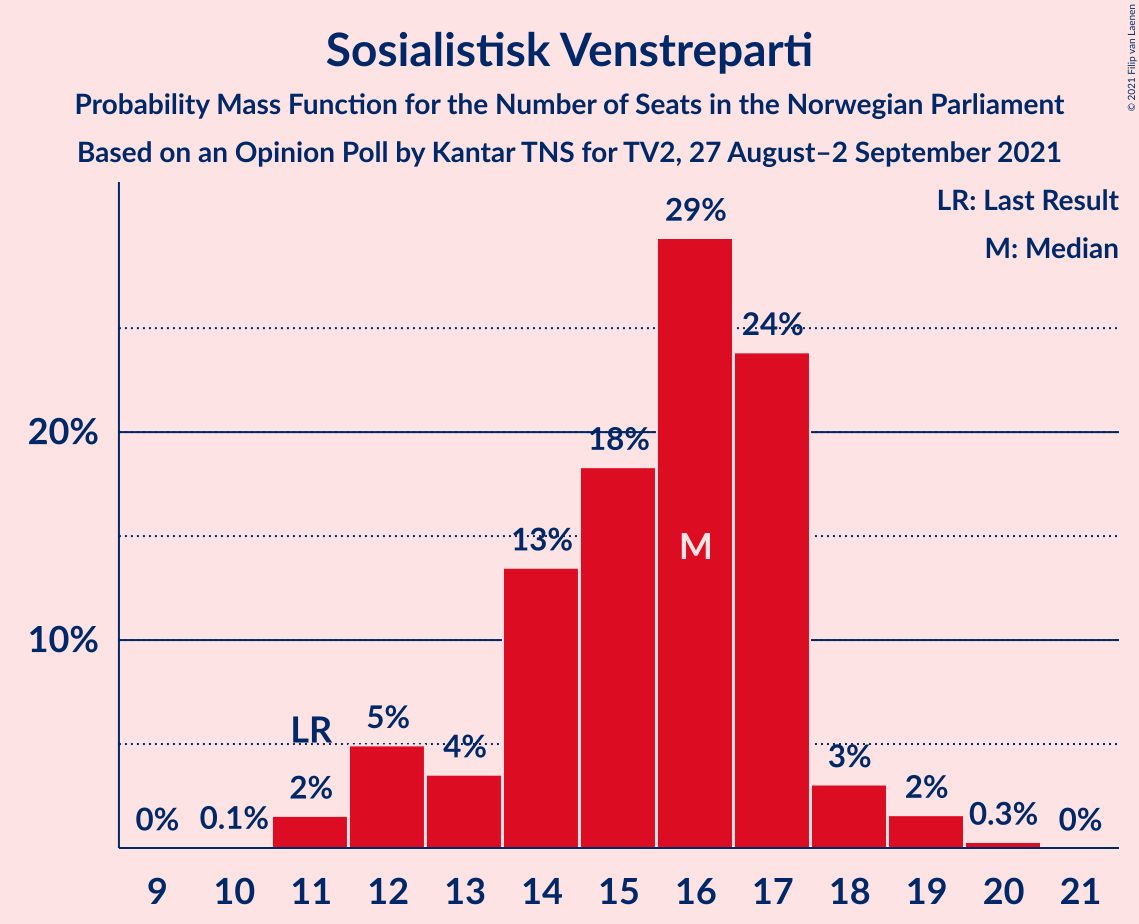 Sosialistisk Venstreparti
Probability Mass Function for the Number of Seats in the Norwegian Parliament
Based on an Opinion Poll by Kantar TNS for TV2, 27 August–2 September 2021
© 2021 Filip van Laenen
LR: Last Result
M: Median
29%
24%
20%
18%
13%
M
10%
LR
5%
4%
3%
2%
2%
0%
0.1%
0.3%
0%
9 10 11 12 13 14 15 16 17 18 19 20 21